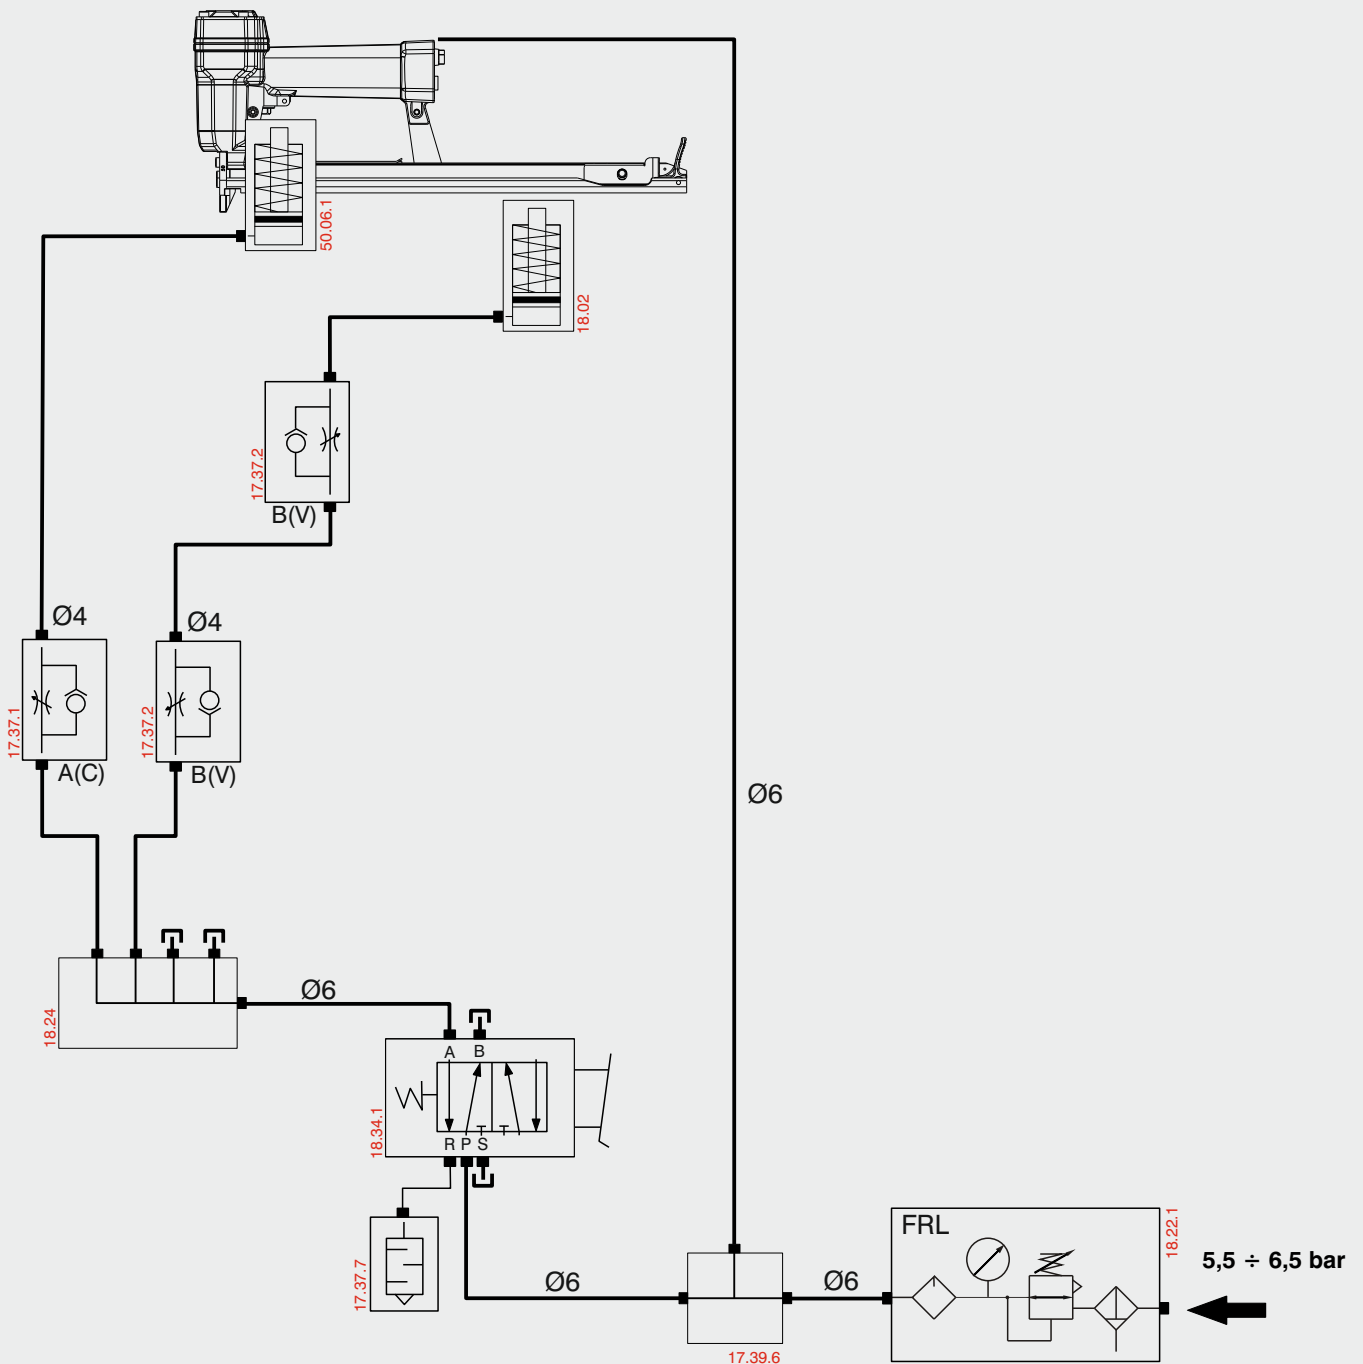 50.06.1
18.02
17.37.2
B(V)
Ø4
Ø4
17.37.1
A(C)
17.37.2
B(V)
Ø6
18.24
Ø6
A B
18.34.1
R P S
17.37.7
Ø6
17.39.6
Ø6
FRL
18.22.1
5,5 ÷ 6,5 bar